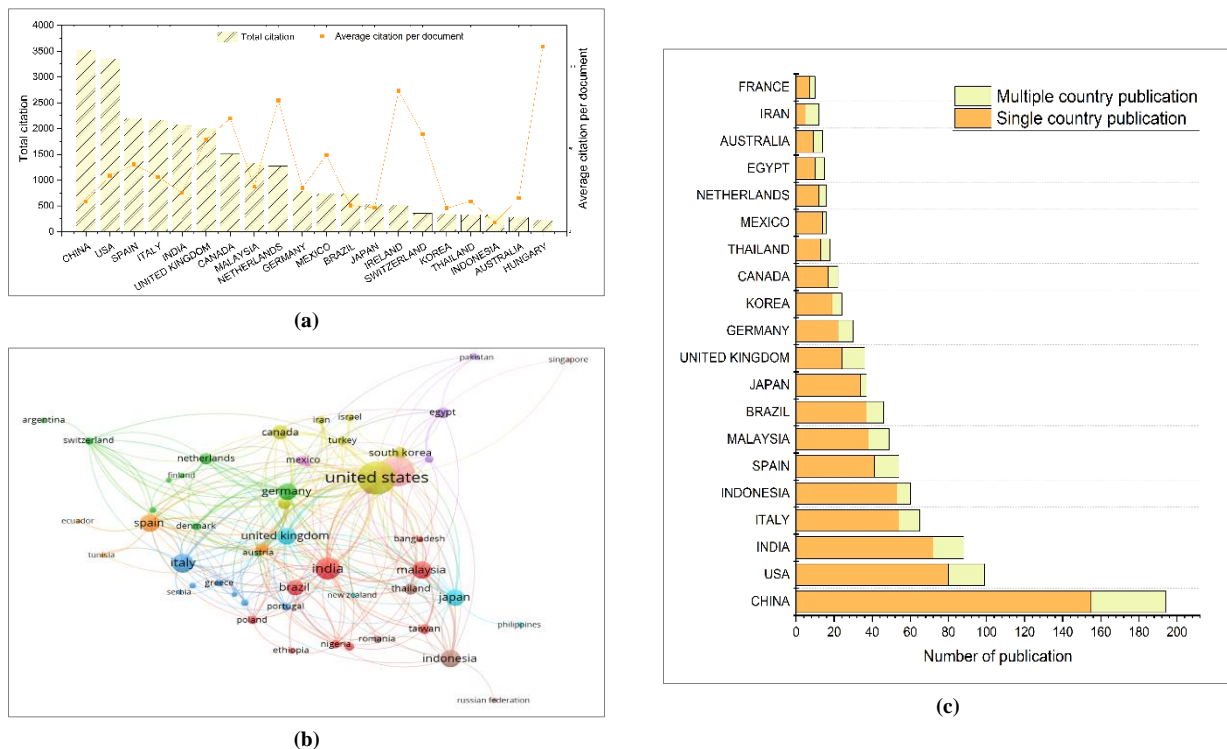 4000
3500
3000
2500
2000
1500
1000
500
0
Total citation
Total citation
Average citation per document
Average citation per document
CHINA
USA
SPAIN
ITALY
INDIA
UNITED KINGDOM
CANADA
MALAYSIA
NETHERLANDS
GERMANY
MEXICO
BRAZIL
JAPAN
IRELAND
SWITZERLAND
KOREA
THAILAND
INDONESIA
AUSTRALIA
HUNGARY
(a)
pakistan
singapore
argentina
egypt
iran
israel
switzerland
canada
turkey
netherlands
mexico
south korea
finland
united states
germany
ecuador
spain
denmark
united kingdom
bangladesh
tunisia
austria
italy
india
malaysia
greece
brazil
thailand
serbia
new zealand
japan
portugal
poland
philippines
taiwan
nigeria
romania
ethiopia
indonesia
russian federation
(b)
Multiple country publication
Single country publication
FRANCE
IRAN
AUSTRALIA
EGYPT
NETHERLANDS
MEXICO
THAILAND
CANADA
KOREA
GERMANY
UNITED KINGDOM
JAPAN
BRAZIL
MALAYSIA
SPAIN
INDONESIA
ITALY
INDIA
USA
CHINA
0 20 40 60 80 100 120 140 160 180 200
Number of publication
(c)